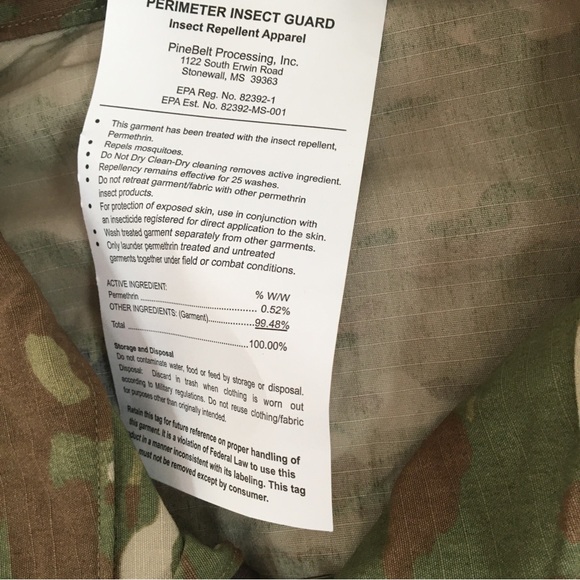 PERIMETER INSECT GUARD
Insect Repellent Apparel
PineBelt Processing, Inc.
1122 South Erwin Road
Stonewall, MS 39363
EPA Reg. No. 82392-1
EPA Est. No. 82392-MS-001
• This garment has been treated with the insect repellent,
Permethrin.
• Repels mosquitoes.
• Do Not Dry Clean-Dry cleaning removes active ingredient.
• Repellency remains effective for 25 washes.
• Do not retreat garment/fabric with other permethrin
insect products.
• For protection of exposed skin, use in conjunction with
an insecticide registered for direct application to the skin.
• Wash treated garment separately from other garments.
• Only launder permethrin treated and untreated
garments together under field or combat conditions.
ACTIVE INGREDIENT: % W/W
Permethrin ........................................ 0.52%
OTHER INGREDIENTS: (Garment)................99.48%
Total ..............................................100.00%
Storage and Disposal
Do not contaminate water, food or feed by storage or disposal.
Disposal: Discard in trash when clothing is worn out
according to Military regulations. Do not reuse clothing/fabric
for purposes other than originally intended.
Retain this tag for future reference on proper handling of
this garment. It is a violation of Federal Law to use this
product in a manner inconsistent with its labeling. This tag
must not be removed except by consumer.